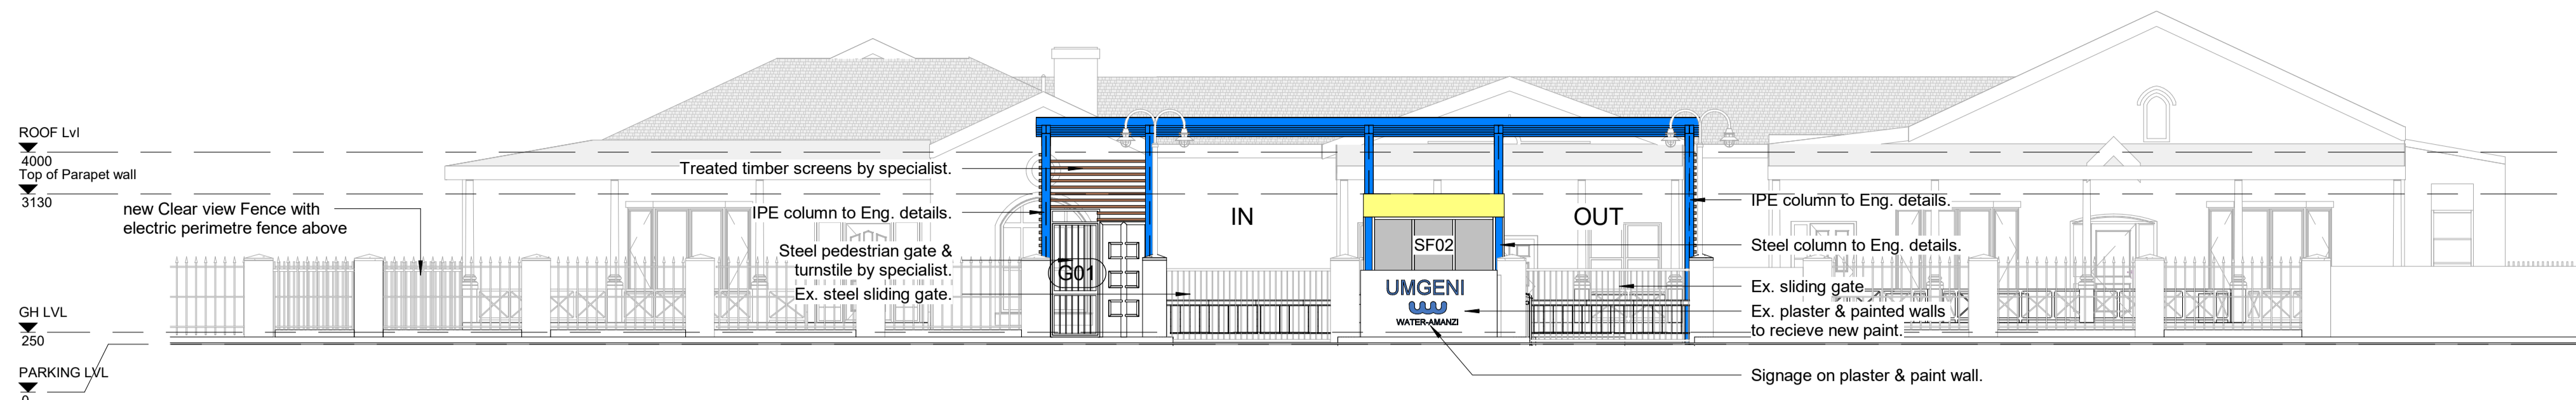 ROOF Lvl
4000
Top of Parapet wall
3130
new Clear view Fence with
electric perimetre fence above
GH LVL
250
PARKING LVL
0
Treated timber screens by specialist.
IPE column to Eng. details.
Steel pedestrian gate &
turnstile by specialist.
Ex. steel sliding gate.
G01
IN
SF02
UMGENI
WATER-AMANZI
OUT
IPE column to Eng. details.
Steel column to Eng. details.
Ex. sliding gate
Ex. plaster & painted walls
to recieve new paint.
Signage on plaster & paint wall.